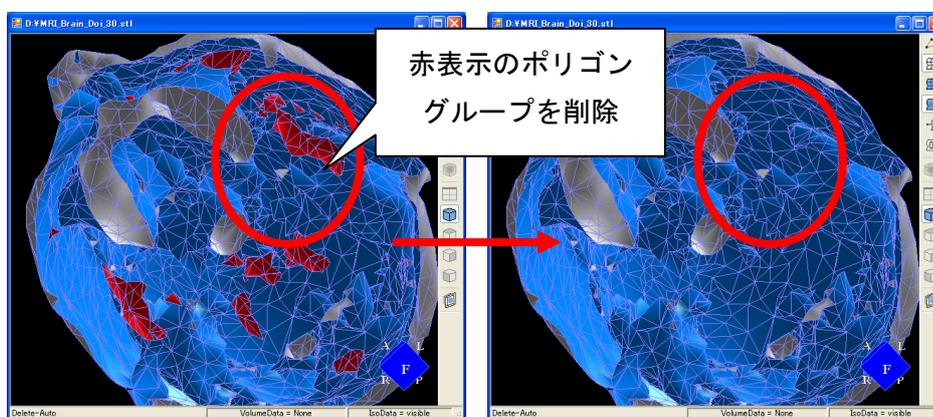 D:¥MRI_Brain_Doi_30.stl
D:¥MRI_Brain_Doi_30.stl
赤表示のポリゴン
グループを削除
A L
F
R P
A L
F
R P
Delete-Auto VolumeData = None IsoData = visible
Delete-Auto VolumeData = None IsoData = visible